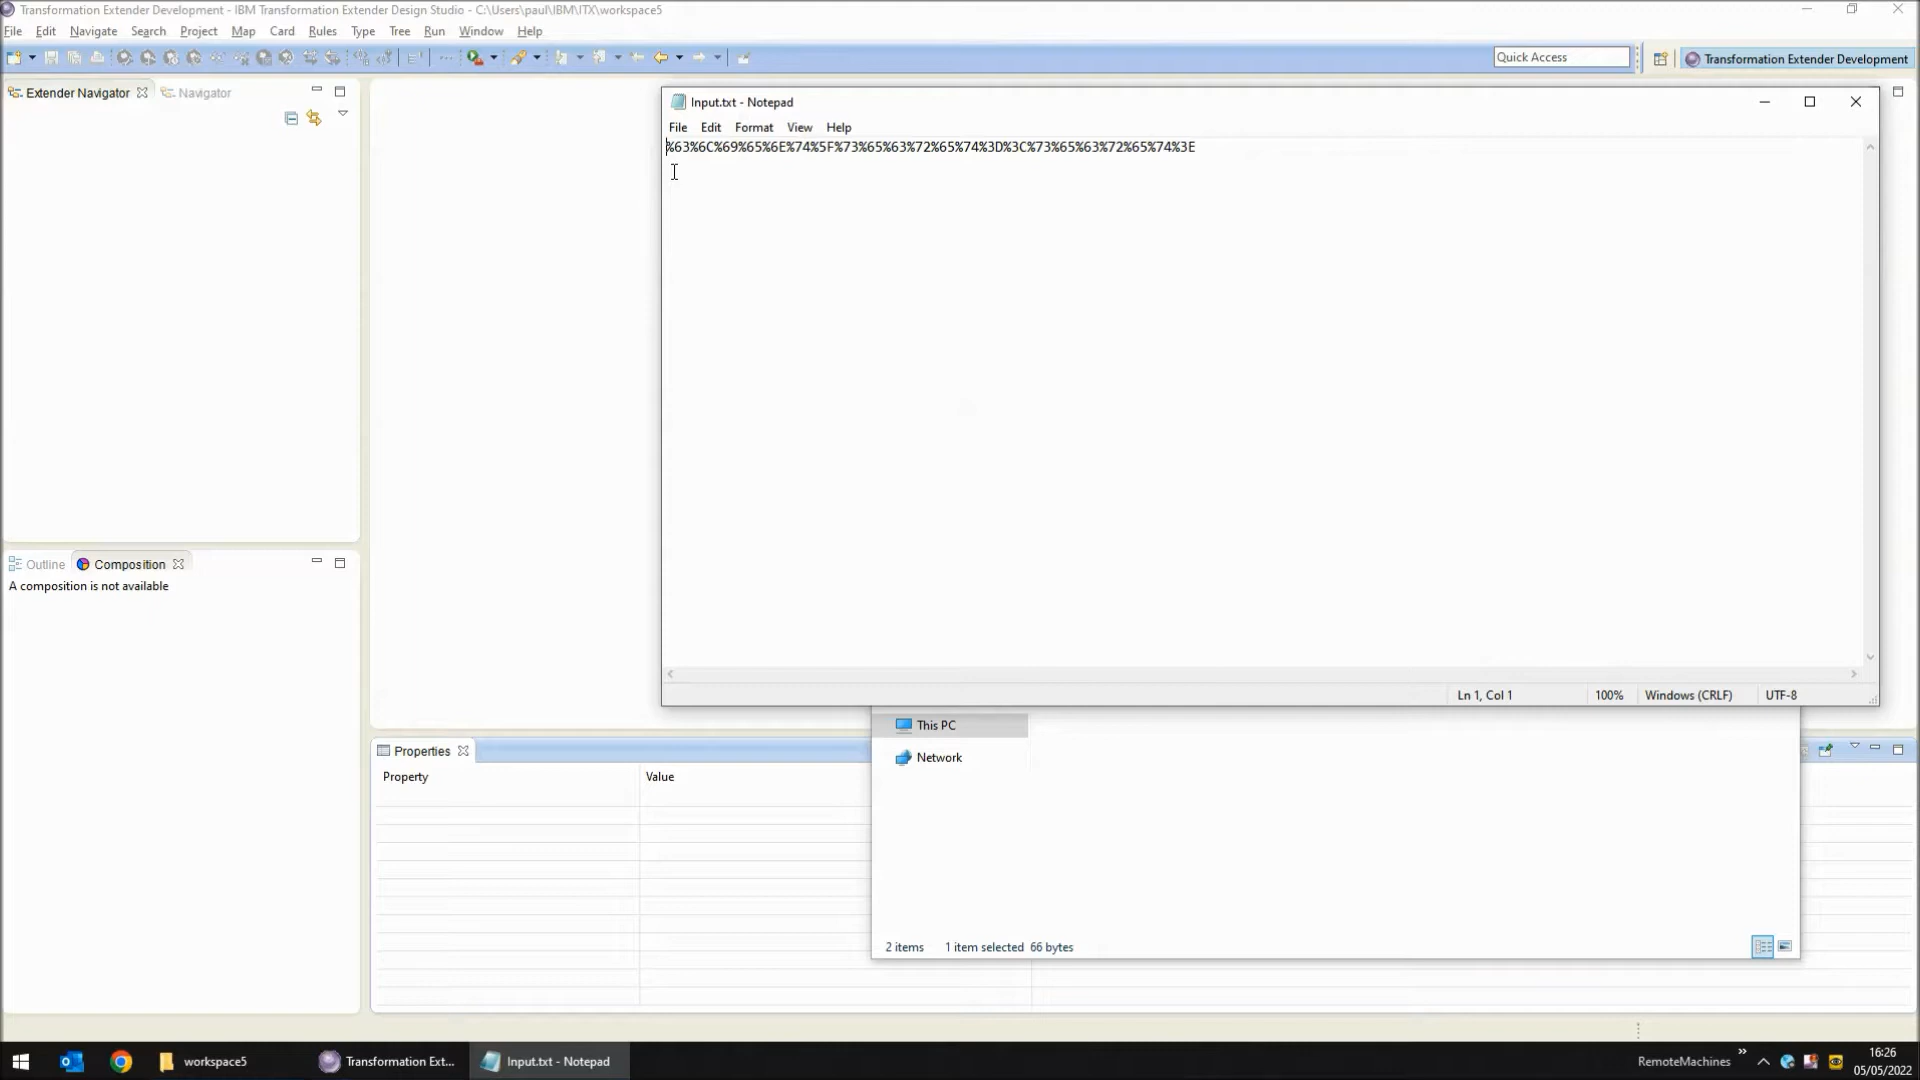 Transformation Extender Development - IBM Transformation Extender Design Studio - C:\Users\paul\IBM\ITX\workspace5
File Edit Navigate Search Project Map Card Rules Type Tree Run Window Help
Quick Access
Transformation Extender Development
Extender Navigator
Navigator
Input.txt - Notepad
File Edit Format View Help
%63%6C%69%65%6E%74%5F%73%65%63%72%65%74%3D%3C%73%65%63%72%65%74%3E
Outline
Composition
A composition is not available
Ln 1, Col 1
100%
Windows (CRLF)
UTF-8
This PC
Network
Properties
Property
Value
2 items
1 item selected 66 bytes
workspace5
Transformation Ext...
Input.txt - Notepad
RemoteMachines
16:26
05/05/2022